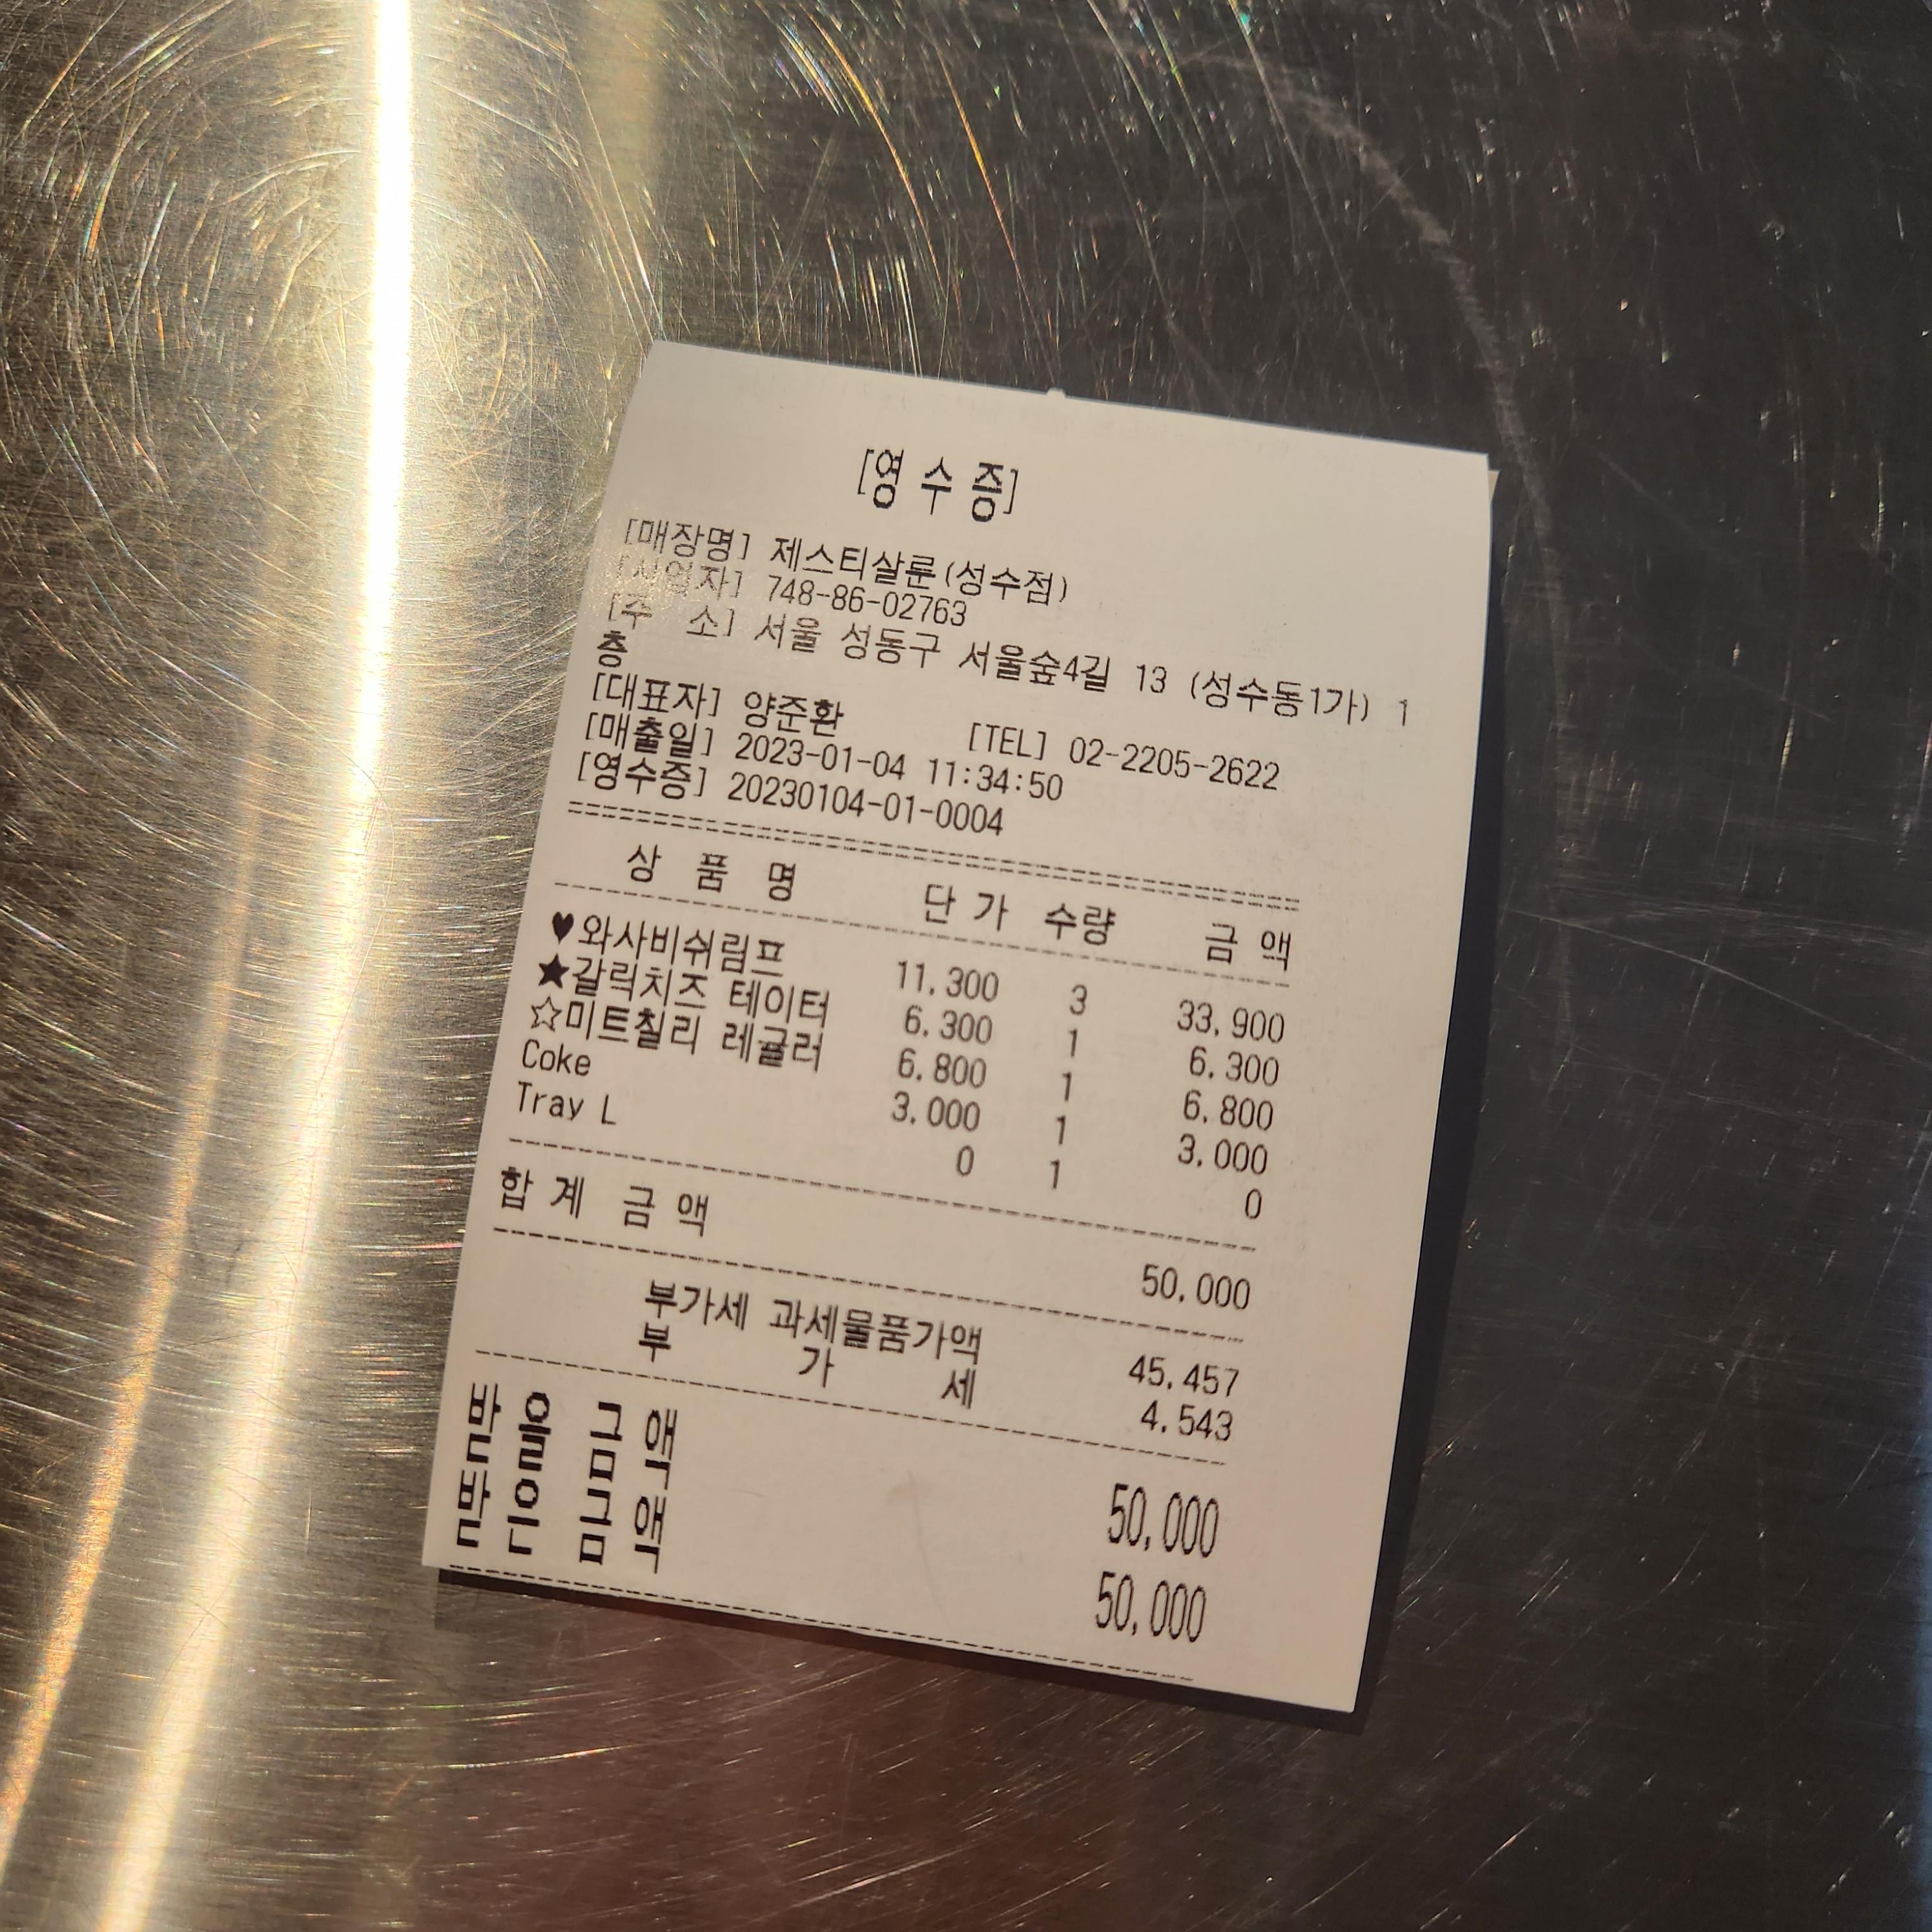 [영수증]
[매장명] 제스티살룬(성수점)
[사업자] 748-86-02763
[주 소] 서울 성동구 서울숲4길 13 (성수동1가) 1
층
[대표자] 양준환 [TEL] 02-2205-2622
[매출일] 2023-01-04 11:34:50
[영수증] 20230104-01-0004
상 품 명 단 가 수량 금 액
♥와사비쉬림프 11,300 3 33,900
★갈릭치즈 테이터 6,300 1 6,300
☆미트칠리 레귤러 6,800 1 6,800
Coke 3,000 1 3,000
Tray L 0 1 0
합 계 금 액 50,000
부가세 과세물품가액 45,457
부 가 세 4,543
받 을 금 액 50,000
받 은 금 액 50,000